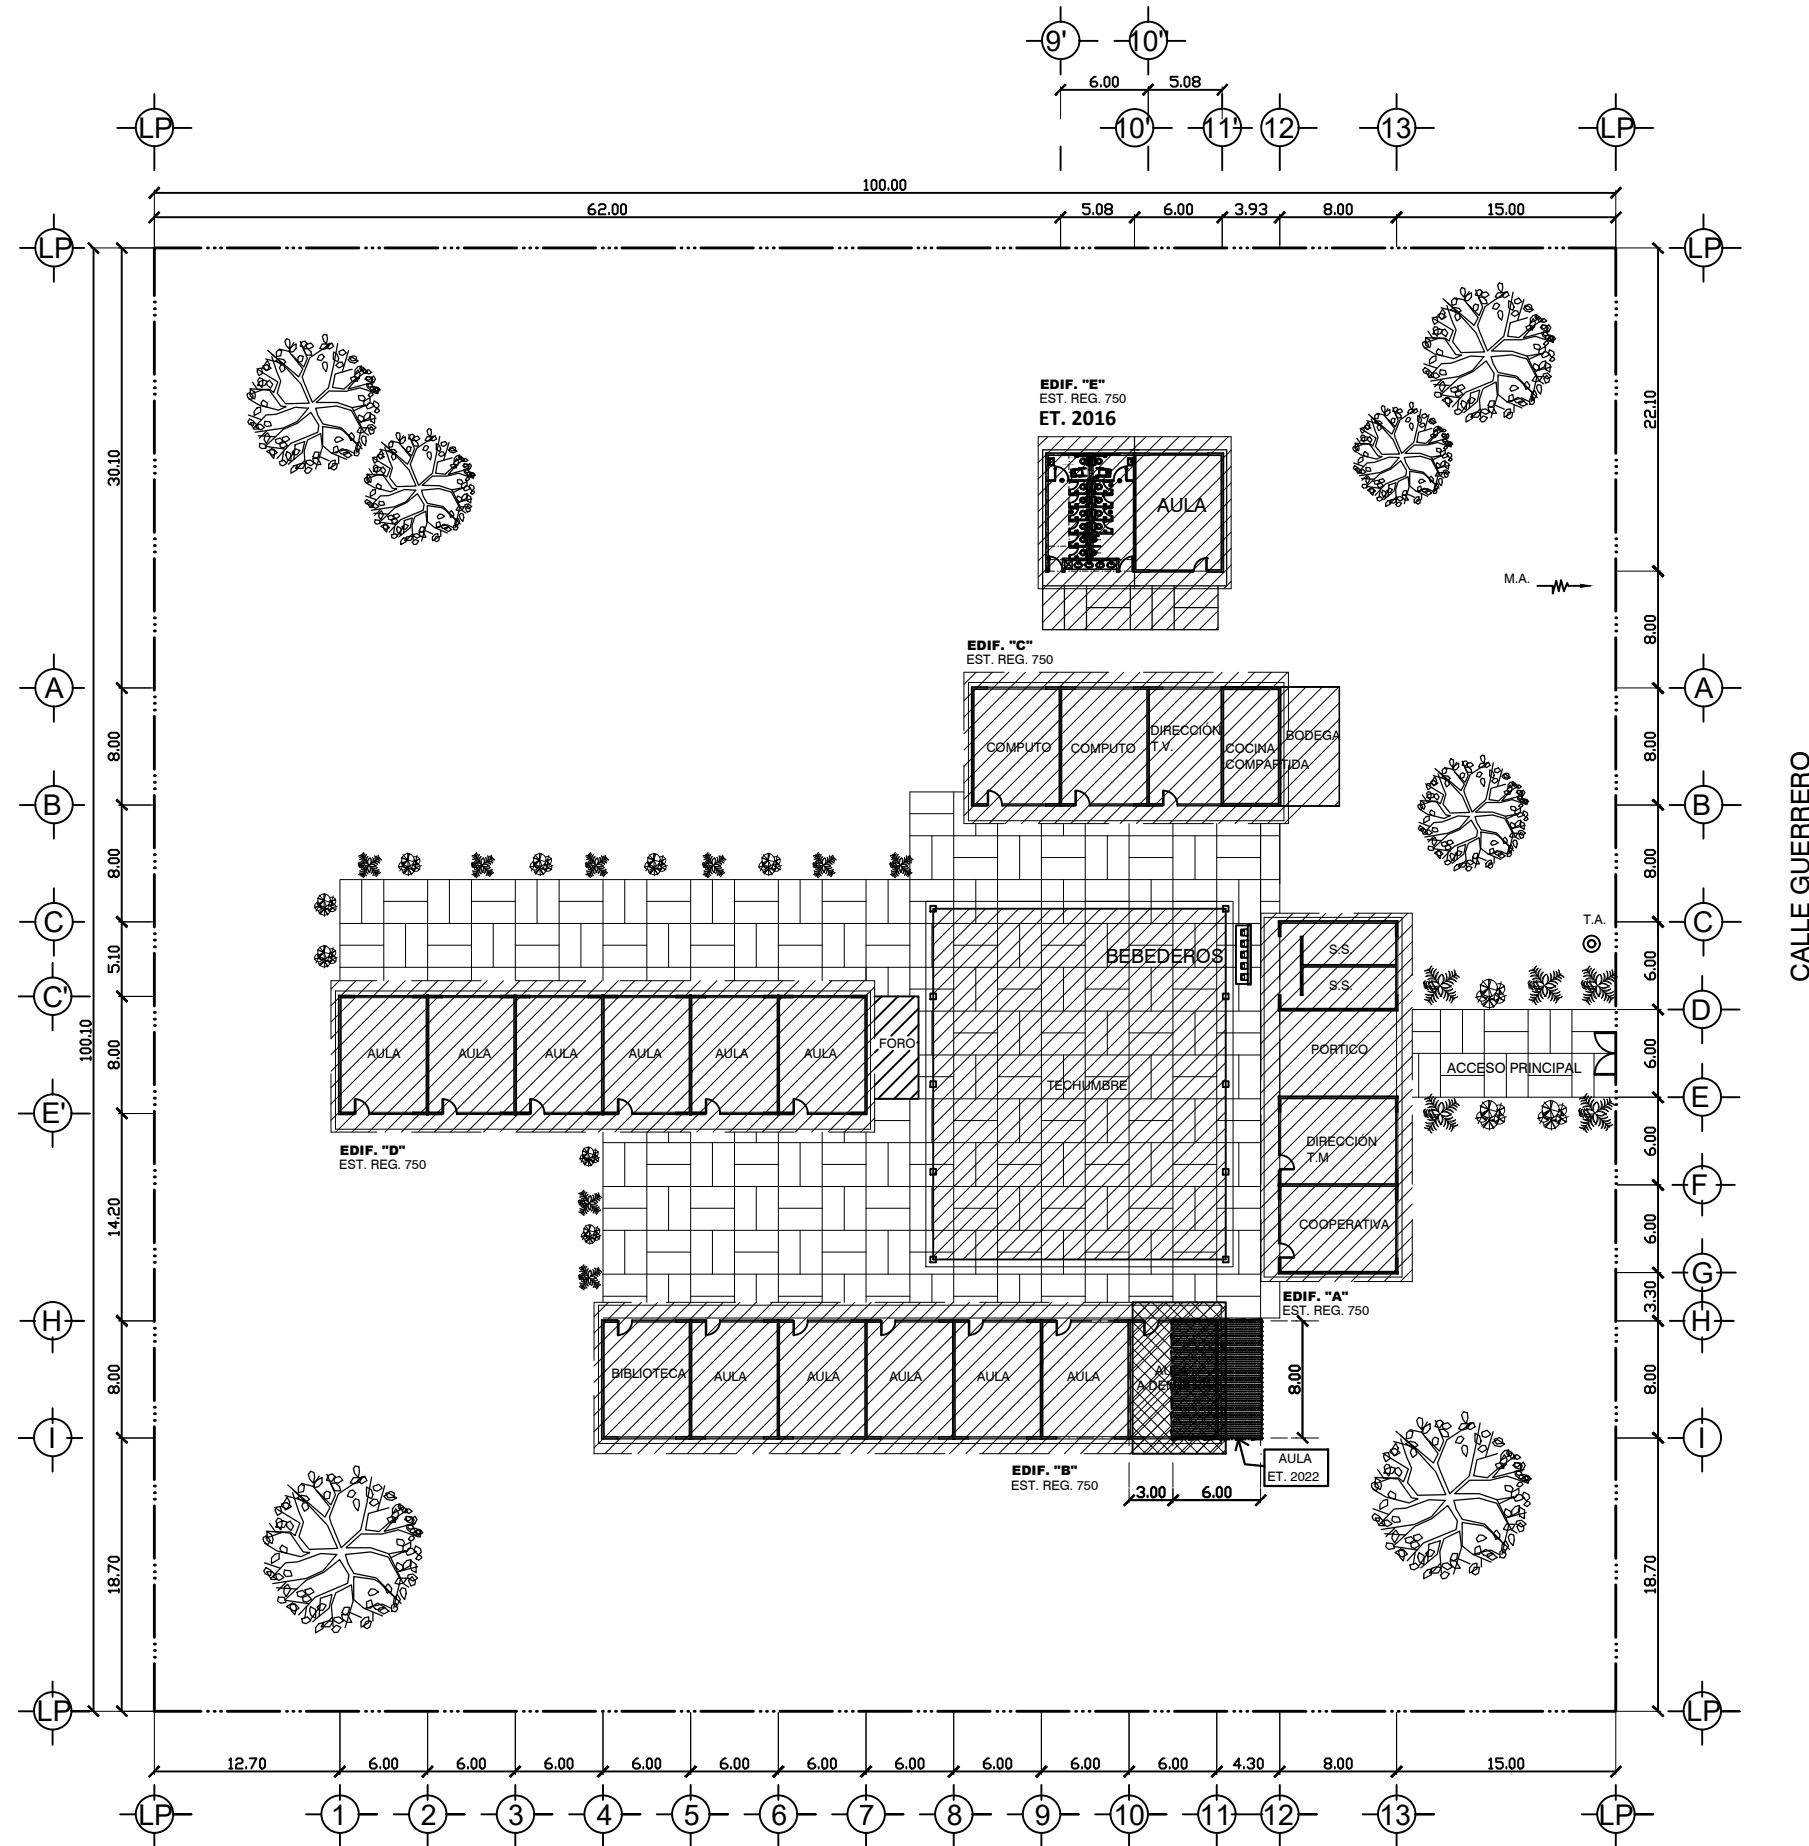 9' 10"
6.00 5.08
LP 10' 11' 12 13 LP
100.00
62.00 5.08 6.00 3.93 8.00 15.00
LP LP
EDIF. "E"
EST. REG. 750
ET. 2016
22.10
30.10
AULA
M.A.
8.00
EDIF. "C"
EST. REG. 750
A A
COMPUTO COMPUTO DIRECCIÓN T.V. COCINA COMPARTIDA BODEGA
8.00 8.00
CALLE GUERRERO
B B
8.00 8.00
C C
T.A.
5.10 BEBEDEROS S.S. 6.00
S.S.
C' D
100.10
8.00 AULA AULA AULA AULA AULA AULA FORO PORTICO ACCESO PRINCIPAL 6.00
TECHUMBRE
E' E
EDIF. "D"
EST. REG. 750
DIRECCIÓN
T.M
6.00
F
14.20 COOPERATIVA 6.00
G
EDIF. "A"
EST. REG. 750
3.30
H H
8.00 BIBLIOTECA AULA AULA AULA AULA AULA 8.00 8.00
I I
EDIF. "B"
EST. REG. 750
AULA
ET. 2022
3.00 6.00
18.70 18.70
LP LP
12.70 6.00 6.00 6.00 6.00 6.00 6.00 6.00 6.00 6.00 6.00 4.30 8.00 15.00
LP 1 2 3 4 5 6 7 8 9 10 11 12 13 LP